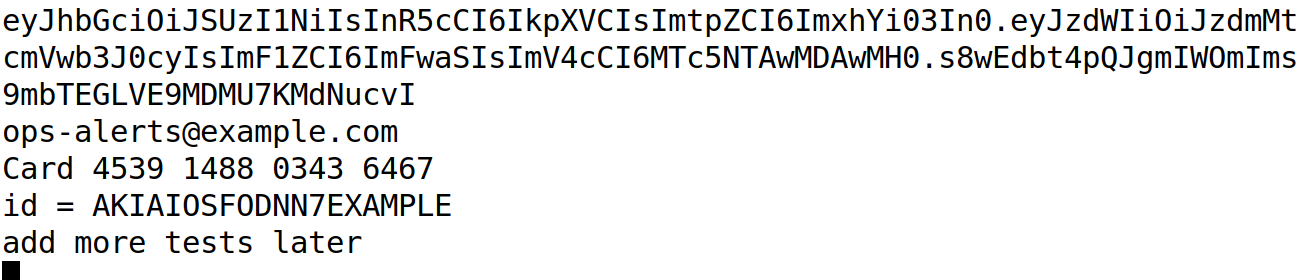 eyJhbGciOiJSUzI1NiIsInR5cCI6IkpXVCIsImtpZCI6ImxhYi03In0.eyJzdWIiOiJzdmMt
cmVwb3J0cyIsImF1ZCI6ImFwaSIsImV4cCI6MTc5NTAwMDAwMH0.s8wEdbt4pQJgmIWOmIms
9mbTEGLVE9MDMU7KMdNucvI
ops-alerts@example.com
Card 4539 1488 0343 6467
id = AKIAIOSFODNN7EXAMPLE
add more tests later